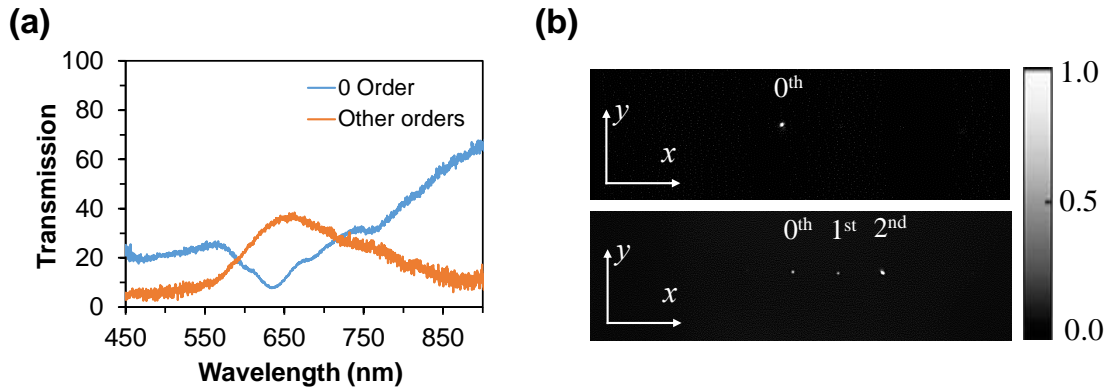 (a)
100
80
60
40
20
0
Transmission
0 Order
Other orders
450 550 650 750 850
Wavelength (nm)
(b)
0th
y
x
0th 1st 2nd
y
x
1.0
0.5
0.0